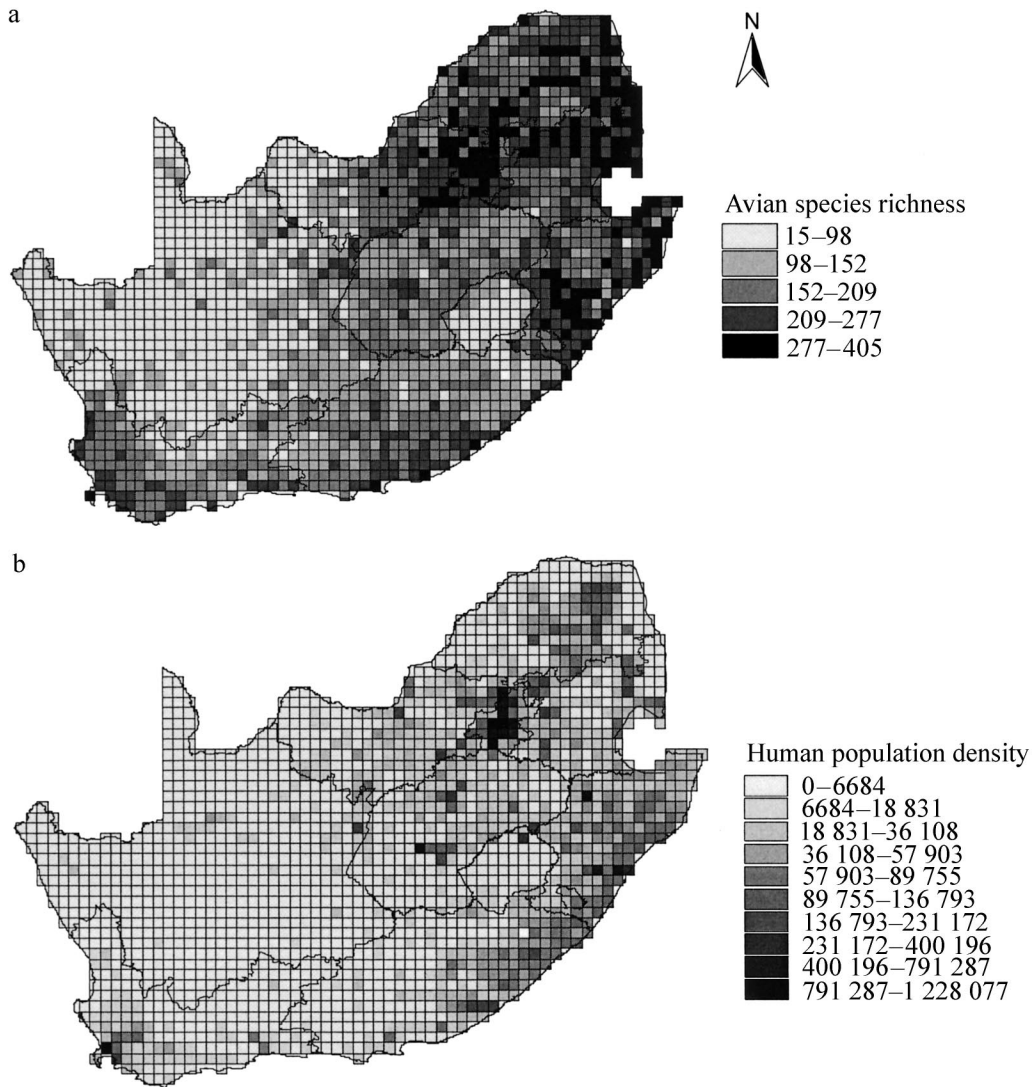 a
N
Avian species richness
15–98
98–152
152–209
209–277
277–405
b
Human population density
0–6684
6684–18 831
18 831–36 108
36 108–57 903
57 903–89 755
89 755–136 793
136 793–231 172
231 172–400 196
400 196–791 287
791 287–1 228 077